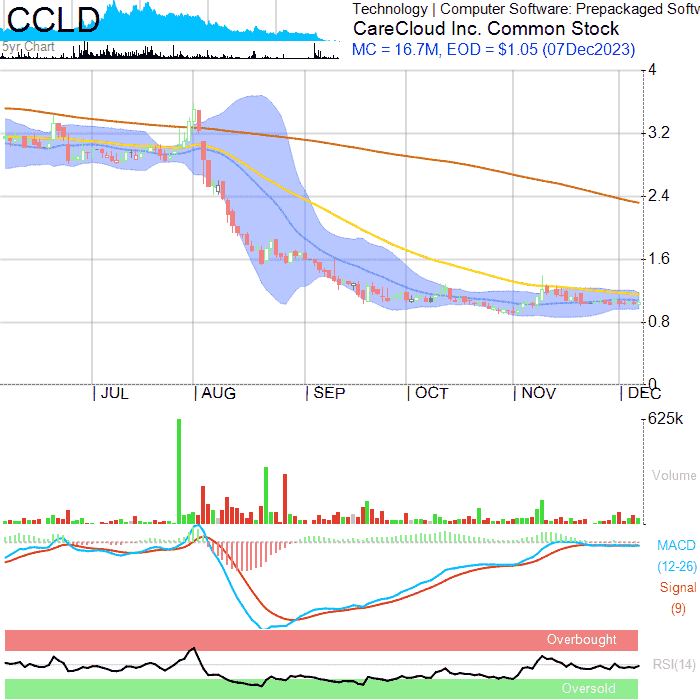 CCLD
5yr Chart
Technology | Computer Software: Prepackaged Softw
CareCloud Inc. Common Stock
MC = 16.7M, EOD = $1.05 (07Dec2023)
4
3.2
2.4
1.6
0.8
0
JUL
AUG
SEP
OCT
NOV
DEC
625k
Volume
MACD
(12-26)
Signal
(9)
Overbought
RSI(14)
Oversold